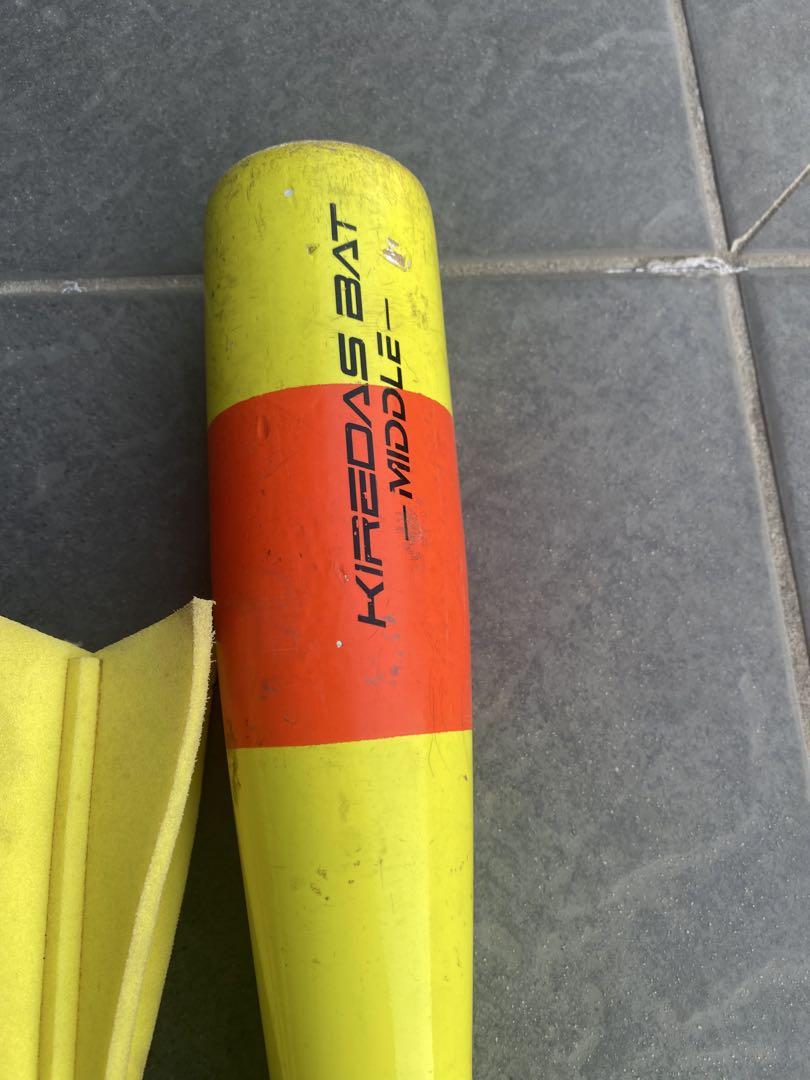 KIREDAS BAT
— MIDDLE —